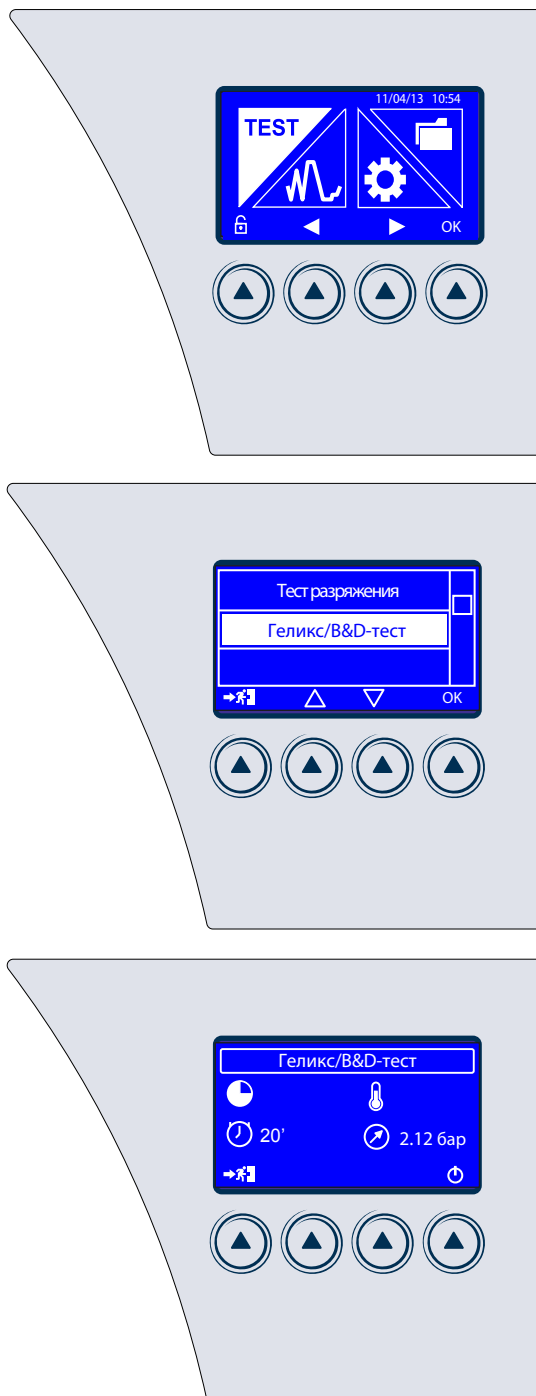 11/04/13 10:54
TEST
OK
Тест разряжения
Геликс/B&D-тест
OK
Геликс/B&D-тест
20’ 2.12 бар